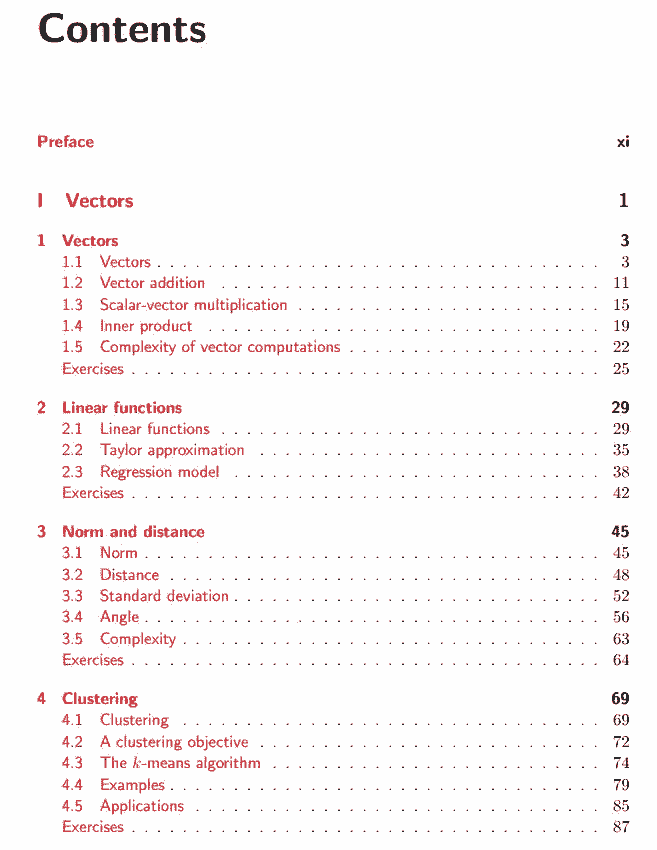 Contents
Preface xi
I Vectors 1
1 Vectors 3
1.1 Vectors . . . . . . . . . . . . . . . . . . . . . . . . . . . . . . . . . . . 3
1.2 Vector addition . . . . . . . . . . . . . . . . . . . . . . . . . . . . . . 11
1.3 Scalar-vector multiplication . . . . . . . . . . . . . . . . . . . . . . . . 15
1.4 Inner product . . . . . . . . . . . . . . . . . . . . . . . . . . . . . . . 19
1.5 Complexity of vector computations . . . . . . . . . . . . . . . . . . . . 22
Exercises . . . . . . . . . . . . . . . . . . . . . . . . . . . . . . . . . . . . . 25
2 Linear functions 29
2.1 Linear functions . . . . . . . . . . . . . . . . . . . . . . . . . . . . . . 29
2.2 Taylor approximation . . . . . . . . . . . . . . . . . . . . . . . . . . . 35
2.3 Regression model . . . . . . . . . . . . . . . . . . . . . . . . . . . . . 38
Exercises . . . . . . . . . . . . . . . . . . . . . . . . . . . . . . . . . . . . . 42
3 Norm and distance 45
3.1 Norm . . . . . . . . . . . . . . . . . . . . . . . . . . . . . . . . . . . . 45
3.2 Distance . . . . . . . . . . . . . . . . . . . . . . . . . . . . . . . . . . 48
3.3 Standard deviation . . . . . . . . . . . . . . . . . . . . . . . . . . . . . 52
3.4 Angle . . . . . . . . . . . . . . . . . . . . . . . . . . . . . . . . . . . . 56
3.5 Complexity . . . . . . . . . . . . . . . . . . . . . . . . . . . . . . . . . 63
Exercises . . . . . . . . . . . . . . . . . . . . . . . . . . . . . . . . . . . . . 64
4 Clustering 69
4.1 Clustering . . . . . . . . . . . . . . . . . . . . . . . . . . . . . . . . . 69
4.2 A clustering objective . . . . . . . . . . . . . . . . . . . . . . . . . . . 72
4.3 The k-means algorithm . . . . . . . . . . . . . . . . . . . . . . . . . . 74
4.4 Examples . . . . . . . . . . . . . . . . . . . . . . . . . . . . . . . . . . 79
4.5 Applications . . . . . . . . . . . . . . . . . . . . . . . . . . . . . . . . 85
Exercises . . . . . . . . . . . . . . . . . . . . . . . . . . . . . . . . . . . . . 87